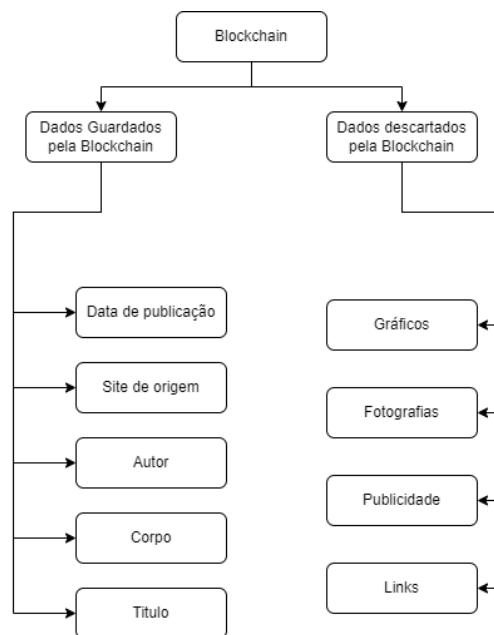 Blockchain
Dados Guardados
pela Blockchain
Dados descartados
pela Blockchain
Data de publicação
Site de origem
Autor
Corpo
Titulo
Gráficos
Fotografias
Publicidade
Links